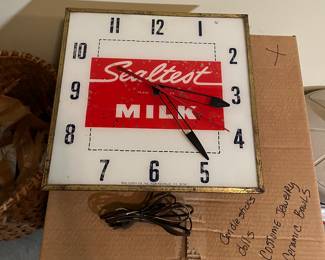 12
11 1
10 2
Sealtest
9 3
MILK
8 4
7 6 5
+
Candlesticks
dolls
Costume Jewelry
Ceramic Bowls